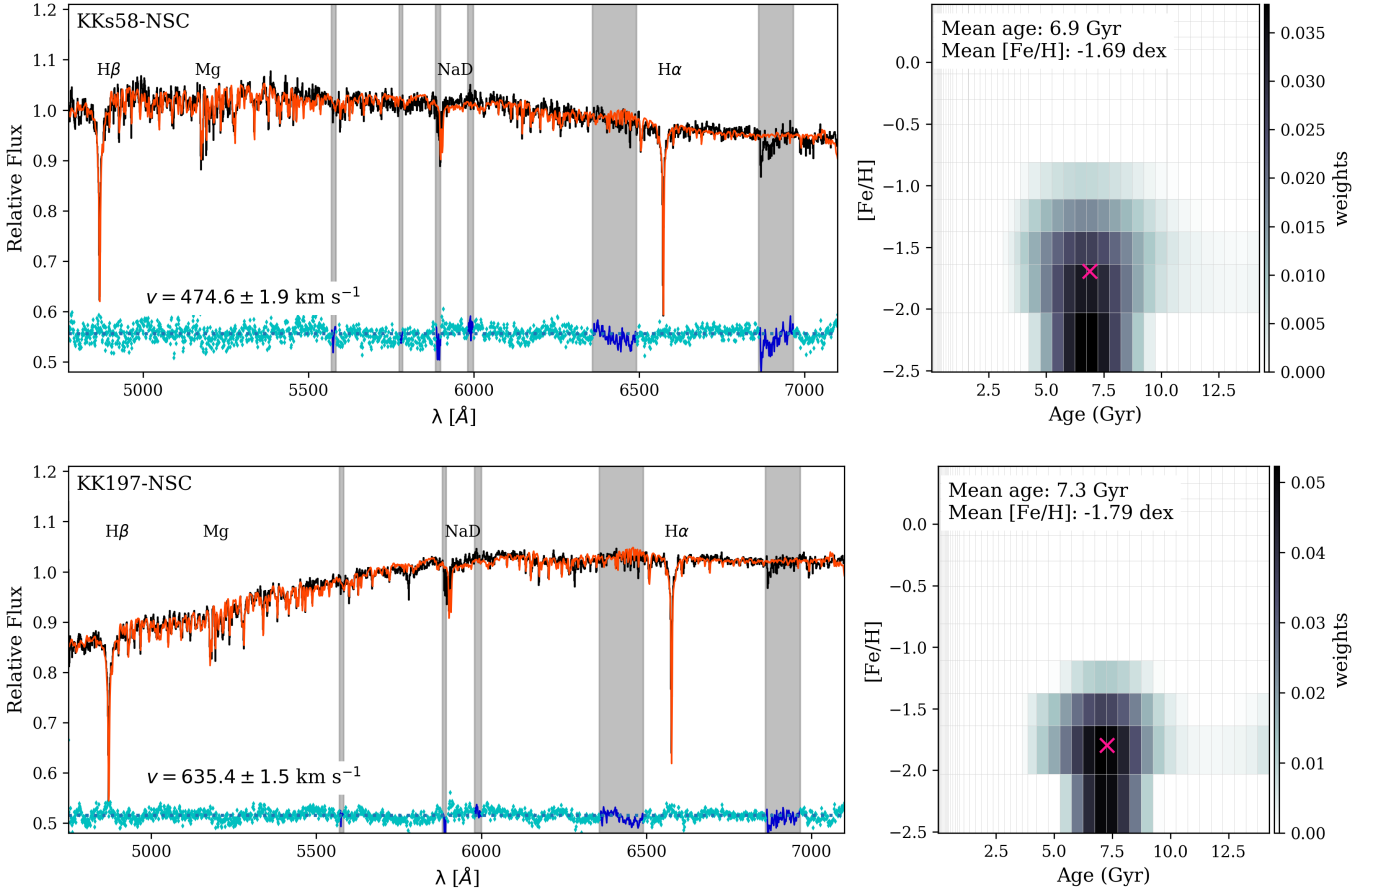 KKs58-NSC
Hβ
Mg
NaD
Hα
v = 474.6 ± 1.9 km s⁻¹
1.2
1.1
1.0
0.9
0.8
0.7
0.6
0.5
Relative Flux
5000
5500
6000
6500
7000
λ [Å]
Mean age: 6.9 Gyr
Mean [Fe/H]: -1.69 dex
0.0
−0.5
−1.0
−1.5
−2.0
−2.5
[Fe/H]
2.5
5.0
7.5
10.0
12.5
Age (Gyr)
0.035
0.030
0.025
0.020
0.015
0.010
0.005
0.000
weights
KK197-NSC
Hβ
Mg
NaD
Hα
v = 635.4 ± 1.5 km s⁻¹
1.2
1.1
1.0
0.9
0.8
0.7
0.6
0.5
Relative Flux
5000
5500
6000
6500
7000
λ [Å]
Mean age: 7.3 Gyr
Mean [Fe/H]: -1.79 dex
0.0
−0.5
−1.0
−1.5
−2.0
−2.5
[Fe/H]
2.5
5.0
7.5
10.0
12.5
Age (Gyr)
0.05
0.04
0.03
0.02
0.01
0.00
weights